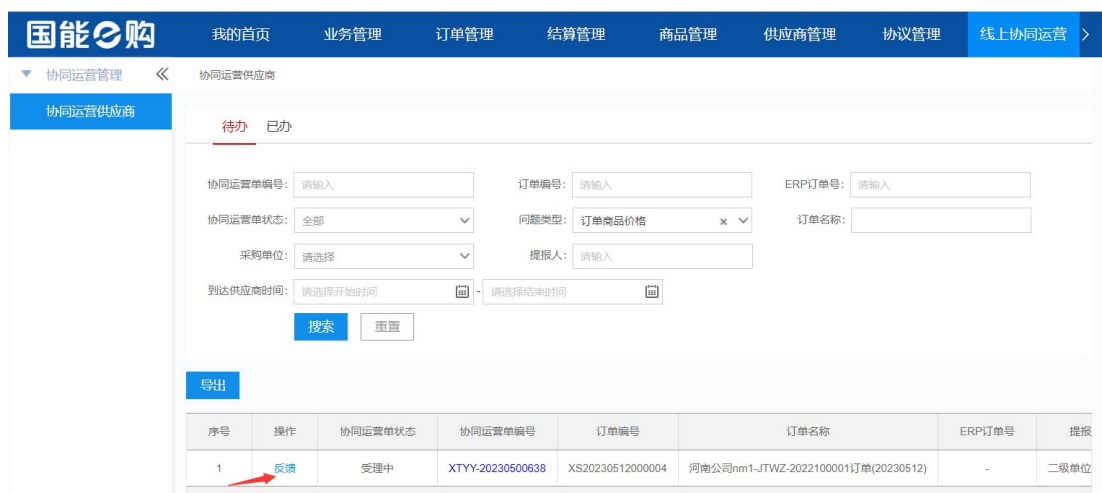 国能e购 我的首页 业务管理 订单管理 结算管理 商品管理 供应商管理 协议管理 线上协同运营
协同运营管理 协同运营供应商
协同运营供应商
待办 已办
协同运营单编号: 请输入 订单编号: 请输入 ERP订单号: 请输入
协同运营单状态: 全部 问题类型: 订单商品价格 订单名称:
采购单位: 请选择 提报人: 请输入
到达供应商时间: 请选择开始时间 - 请选择结束时间
搜索 重置
导出
序号 操作 协同运营单状态 协同运营单编号 订单编号 订单名称 ERP订单号 提报
1 反馈 受理中 XTYY-20230500638 XS20230512000004 河南公司nm1-JTWZ-2022100001订单(20230512) - 二级单位